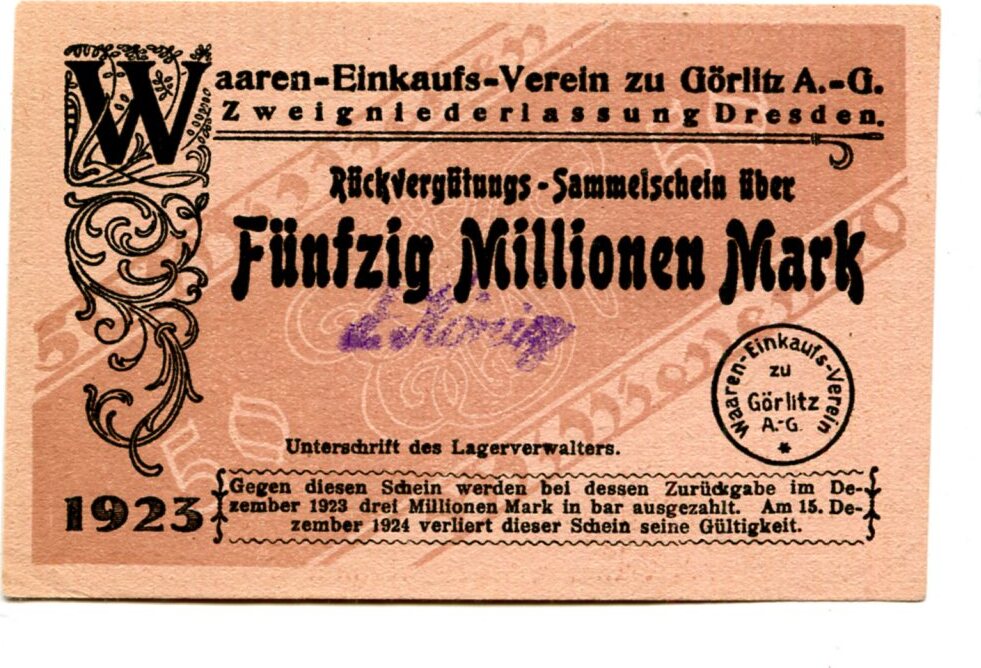 Waaren-Einkaufs-Verein zu Görlitz A.-G.
Zweigniederlassung Dresden.
Rückvergütungs-Sammelschein über
Fünfzig Millionen Mark
Waaren-Einkaufs-Verein
zu
Görlitz
A.-G.
*
Unterschrift des Lagerverwalters.
1923
Gegen diesen Schein werden bei dessen Zurückgabe im De-
zember 1923 drei Millionen Mark in bar ausgezahlt. Am 15. De-
zember 1924 verliert dieser Schein seine Gültigkeit.
50
50